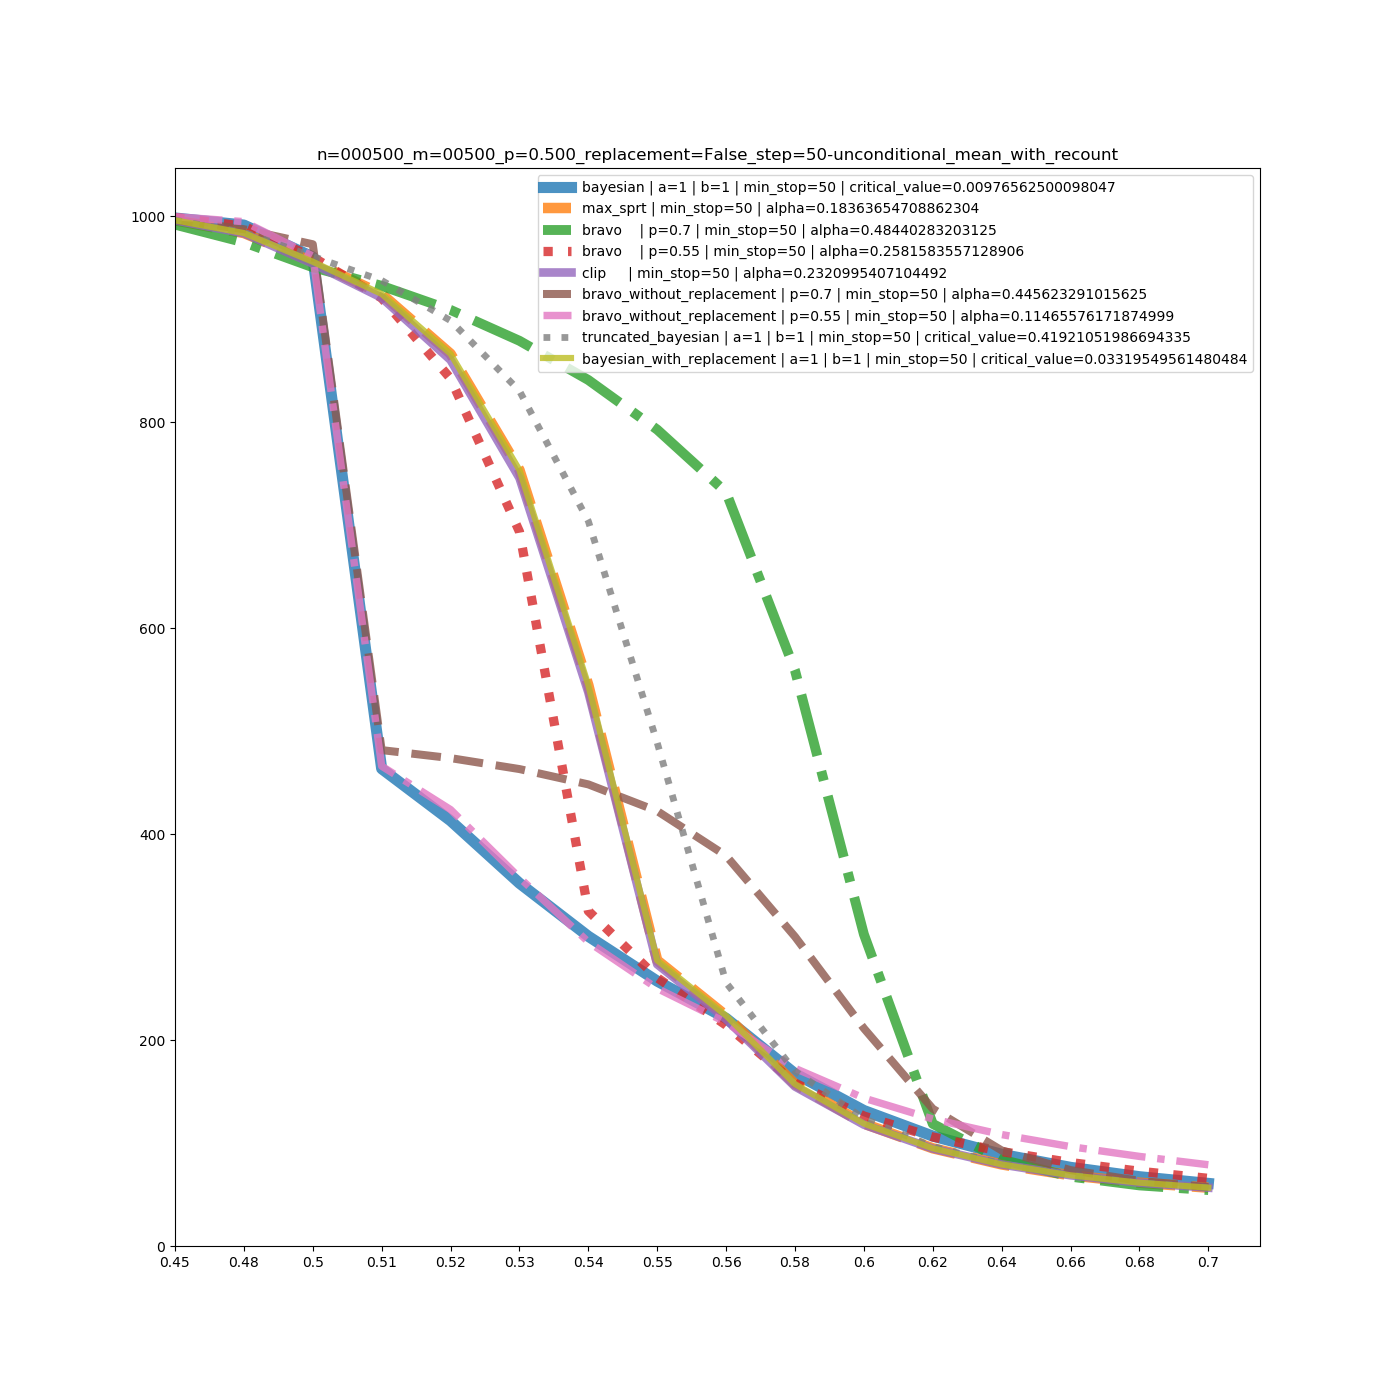 n=000500_m=00500_p=0.500_replacement=False_step=50-unconditional_mean_with_recount
bayesian | a=1 | b=1 | min_stop=50 | critical_value=0.00976562500098047
max_sprt | min_stop=50 | alpha=0.18363654708862304
bravo | p=0.7 | min_stop=50 | alpha=0.48440283203125
bravo | p=0.55 | min_stop=50 | alpha=0.25815835571289​06
clip | min_stop=50 | alpha=0.2320995407104492
bravo_without_replacement | p=0.7 | min_stop=50 | alpha=0.445623291015625
bravo_without_replacement | p=0.55 | min_stop=50 | alpha=0.11465576171874999
truncated_bayesian | a=1 | b=1 | min_stop=50 | critical_value=0.41921051986694335
bayesian_with_replacement | a=1 | b=1 | min_stop=50 | critical_value=0.03319549561480484
1000
800
600
400
200
0
0.45 0.48 0.5 0.51 0.52 0.53 0.54 0.55 0.56 0.58 0.6 0.62 0.64 0.66 0.68 0.7